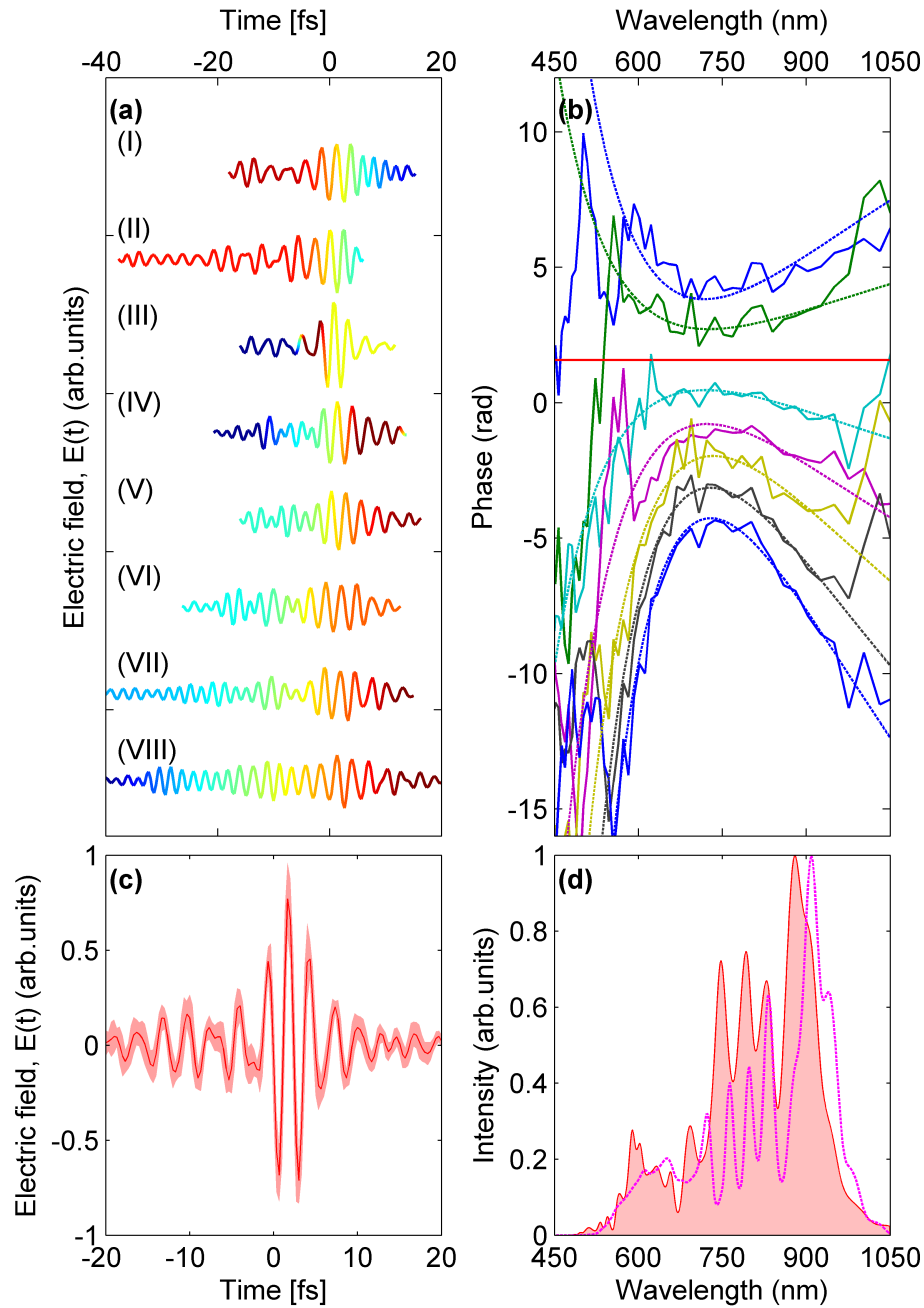 Time [fs]
-40 -20 0 20
(a)
(I)
(II)
(III)
(IV)
(V)
(VI)
(VII)
(VIII)
Electric field, E(t) (arb.units)
Wavelength (nm)
450 600 750 900 1050
(b)
10
5
0
-5
-10
-15
Phase (rad)
(c)
1
0.5
0
-0.5
-1
Electric field, E(t) (arb.units)
-20 -10 0 10 20
Time [fs]
(d)
1
0.8
0.6
0.4
0.2
0
Intensity (arb.units)
450 600 750 900 1050
Wavelength (nm)